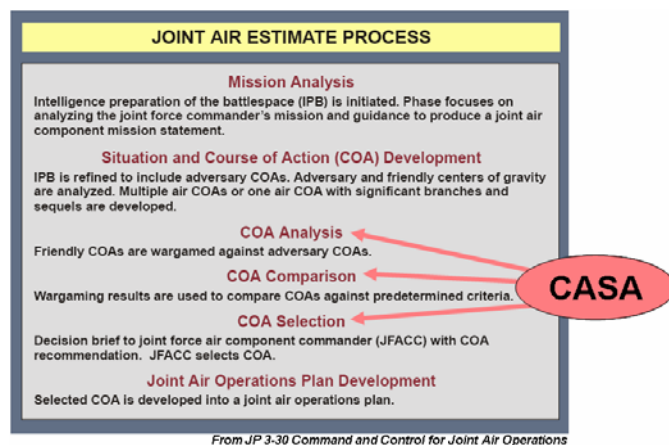 JOINT AIR ESTIMATE PROCESS
Mission Analysis
Intelligence preparation of the battlespace (IPB) is initiated. Phase focuses on
analyzing the joint force commander's mission and guidance to produce a joint air
component mission statement.
Situation and Course of Action (COA) Development
IPB is refined to include adversary COAs. Adversary and friendly centers of gravity
are analyzed. Multiple air COAs or one air COA with significant branches and
sequels are developed.
COA Analysis
Friendly COAs are wargamed against adversary COAs.
COA Comparison
Wargaming results are used to compare COAs against predetermined criteria.
COA Selection
Decision brief to joint force air component commander (JFACC) with COA
recommendation. JFACC selects COA.
Joint Air Operations Plan Development
Selected COA is developed into a joint air operations plan.
CASA
From JP 3-30 Command and Control for Joint Air Operations